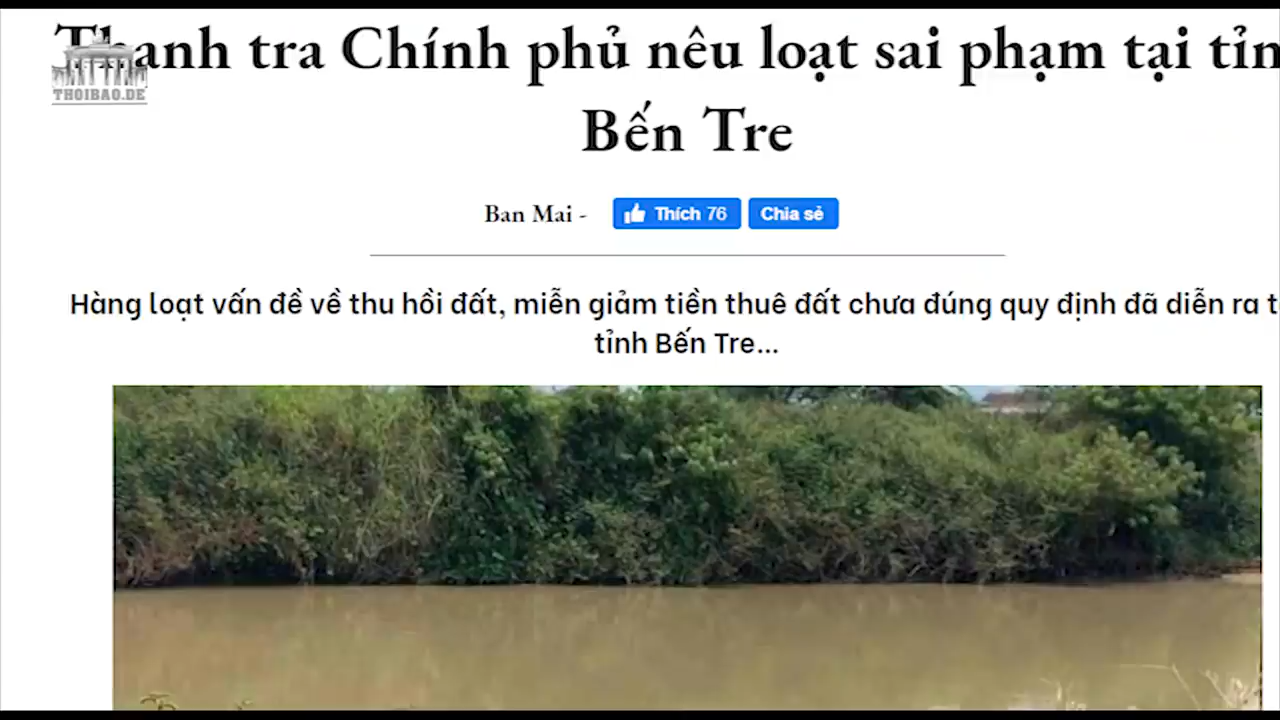 Thanh tra Chính phủ nêu loạt sai phạm tại tỉn
Bến Tre
THOIBAO.DE
Ban Mai - Thích 76 Chia sẻ
Hàng loạt vấn đề về thu hồi đất, miễn giảm tiền thuê đất chưa đúng quy định đã diễn ra t
tỉnh Bến Tre...